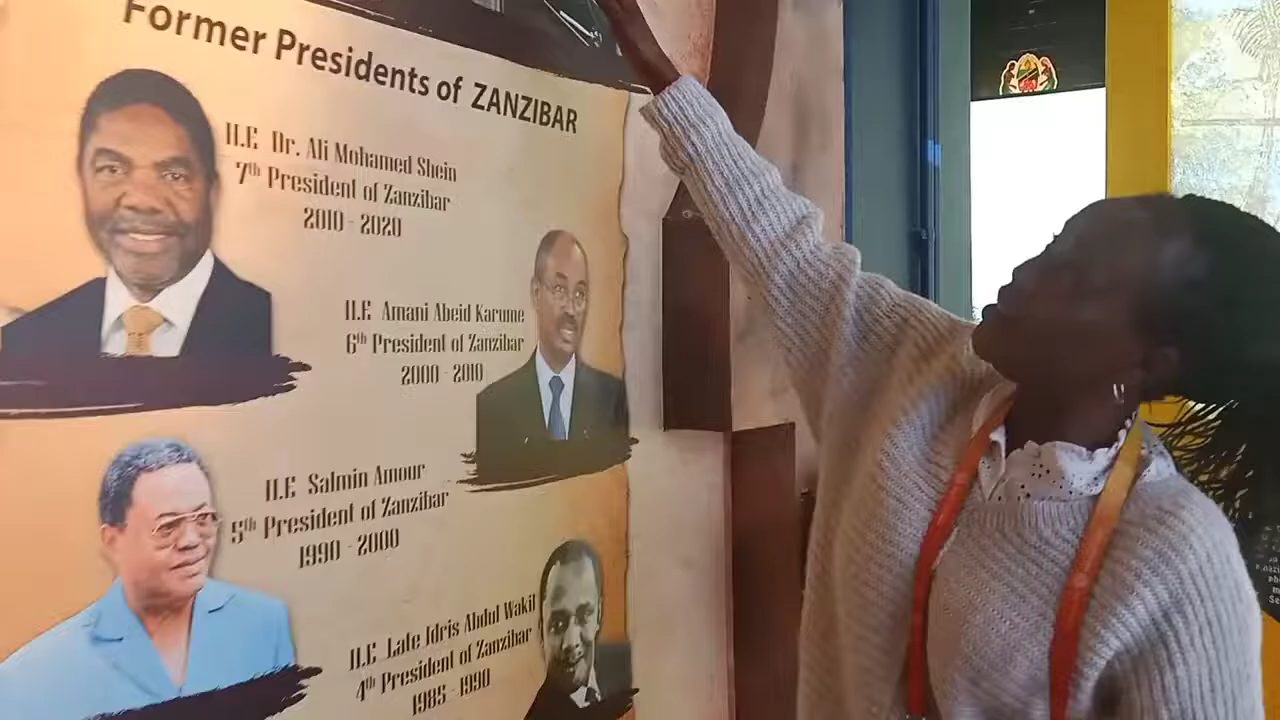 Former Presidents of ZANZIBAR
H.E Dr. Ali Mohamed Shein
7th President of Zanzibar
2010 - 2020
H.E Amani Abeid Karume
6th President of Zanzibar
2000 - 2010
H.E Salmin Amour
5th President of Zanzibar
1990 - 2000
H.E Late Idris Abdul Wakil
4th President of Zanzibar
1985 - 1990